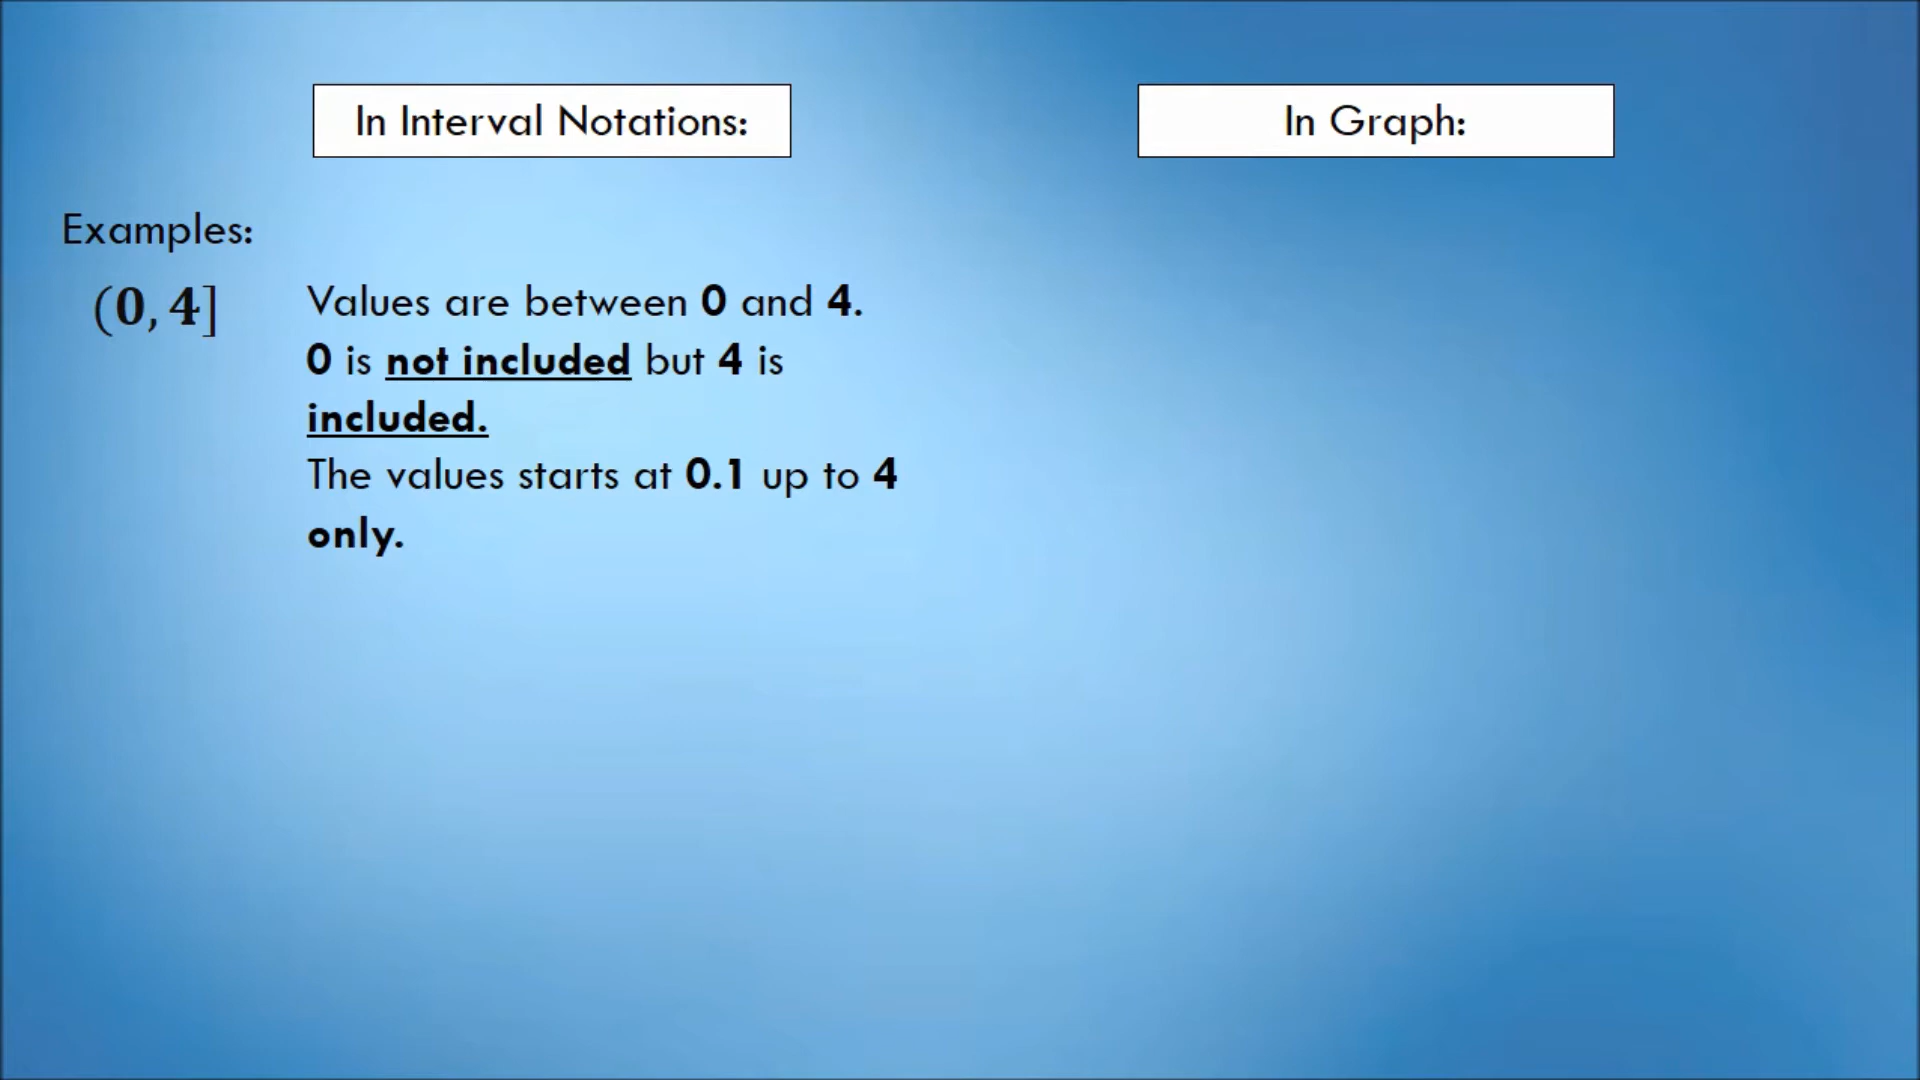 In Interval Notations:
In Graph:
Examples:
(0, 4]
Values are between 0 and 4.
0 is not included but 4 is
included.
The values starts at 0.1 up to 4
only.